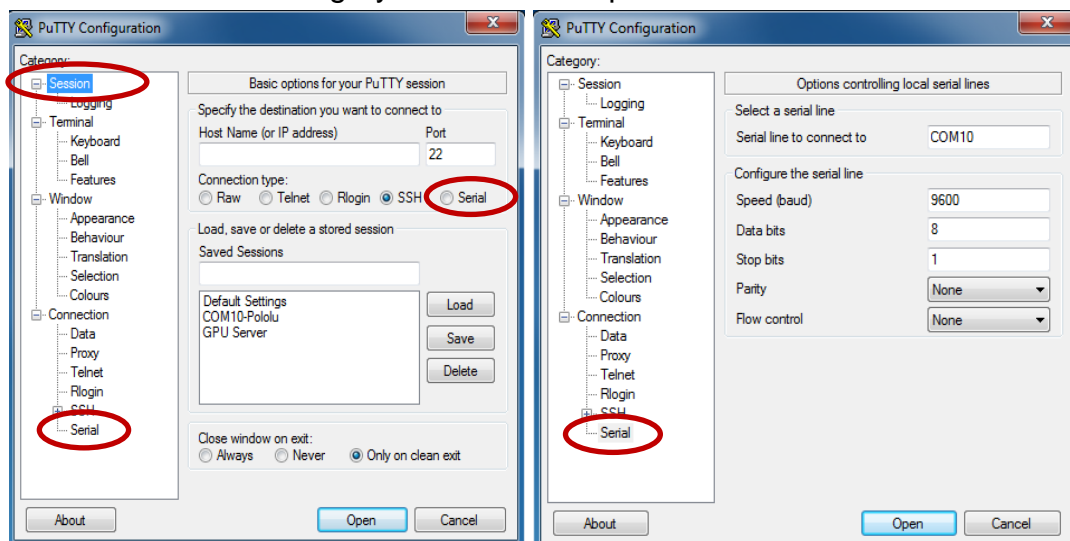 PuTTY Configuration
Category:
Session
Logging
Terminal
Keyboard
Bell
Features
Window
Appearance
Behaviour
Translation
Selection
Colours
Connection
Data
Proxy
Telnet
Rlogin
SSH
Serial
Basic options for your PuTTY session
Specify the destination you want to connect to
Host Name (or IP address) Port
22
Connection type:
Raw Telnet Rlogin SSH Serial
Load, save or delete a stored session
Saved Sessions
Default Settings
COM10-Pololu
GPU Server
Load
Save
Delete
Close window on exit:
Always Never Only on clean exit
About Open Cancel
PuTTY Configuration
Category:
Session
Logging
Terminal
Keyboard
Bell
Features
Window
Appearance
Behaviour
Translation
Selection
Colours
Connection
Data
Proxy
Telnet
Rlogin
SSH
Serial
Options controlling local serial lines
Select a serial line
Serial line to connect to COM10
Configure the serial line
Speed (baud) 9600
Data bits 8
Stop bits 1
Parity None
Flow control None
About Open Cancel